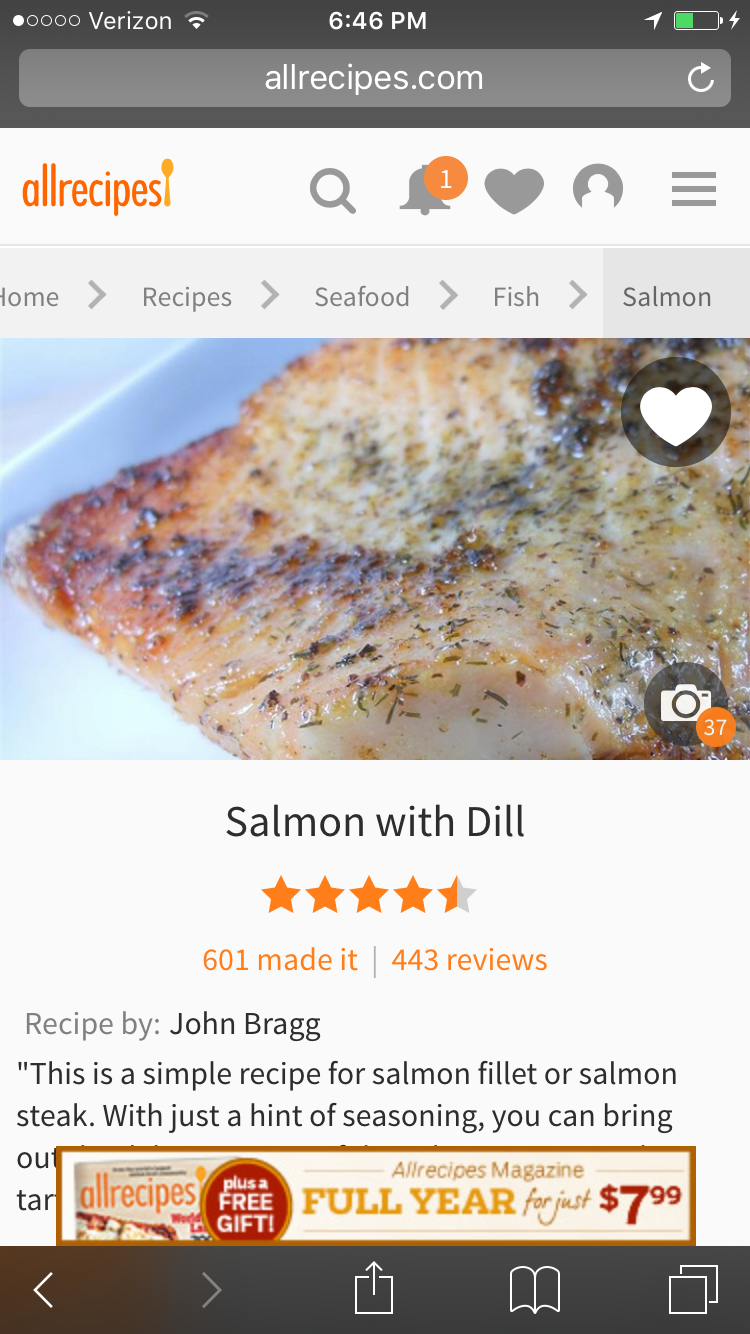 Verizon 6:46 PM
allrecipes.com
allrecipes
1
Home Recipes Seafood Fish Salmon
37
Salmon with Dill
601 made it | 443 reviews
Recipe by: John Bragg
"This is a simple recipe for salmon fillet or salmon
steak. With just a hint of seasoning, you can bring
out
tar
allrecipes
plus a
FREE
GIFT!
Allrecipes Magazine
FULL YEAR for just $7.99